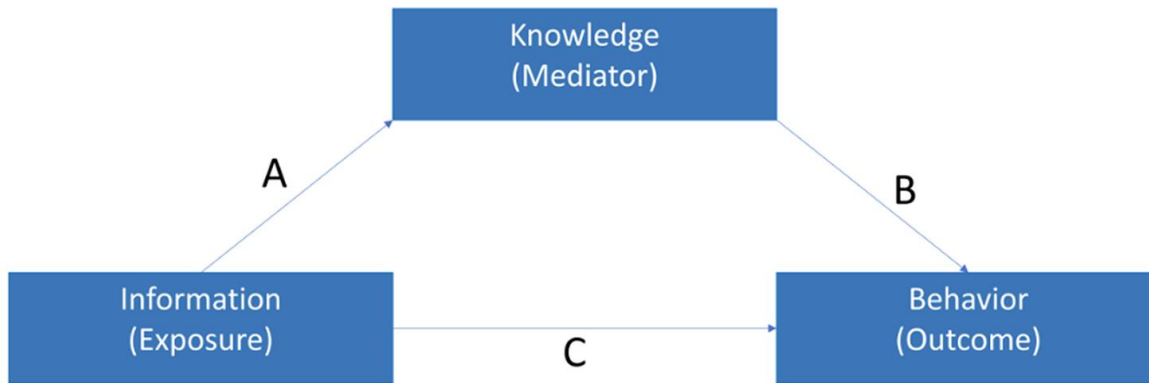 Knowledge
(Mediator)
A
B
Information
(Exposure)
Behavior
(Outcome)
C